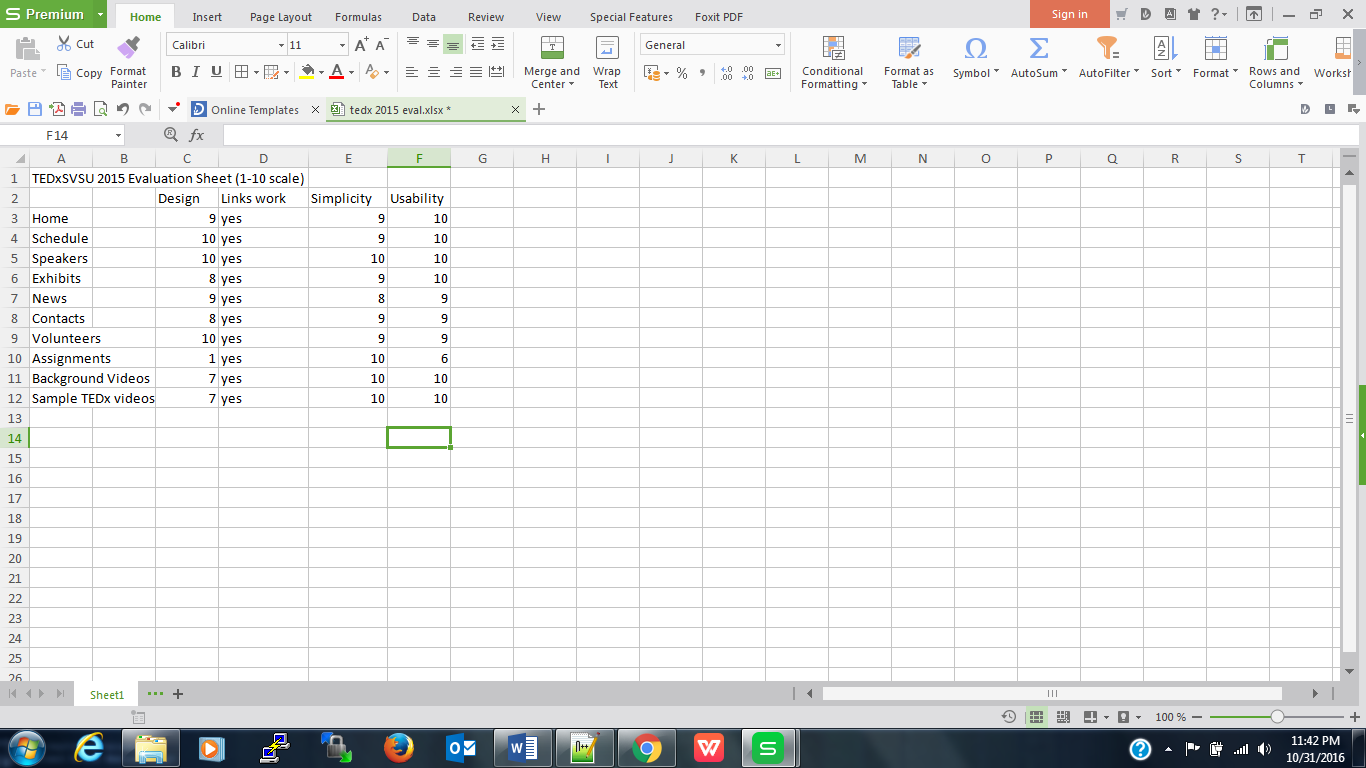 S Premium Home Insert Page Layout Formulas Data Review View Special Features Foxit PDF Sign in
Cut Calibri 11 General
Paste Copy Format Painter B I U Merge and Center Wrap Text Conditional Formatting Format as Table Symbol AutoSum AutoFilter Sort Format Rows and Columns Worksh
Online Templates tedx 2015 eval.xlsx *
F14 fx
A B C D E F G H I J K L M N O P Q R S T
1 TEDxSVSU 2015 Evaluation Sheet (1-10 scale)
2 Design Links work Simplicity Usability
3 Home 9 yes 9 10
4 Schedule 10 yes 9 10
5 Speakers 10 yes 10 10
6 Exhibits 8 yes 9 10
7 News 9 yes 8 9
8 Contacts 8 yes 9 9
9 Volunteers 10 yes 9 9
10 Assignments 1 yes 10 6
11 Background Videos 7 yes 10 10
12 Sample TEDx videos 7 yes 10 10
13
14
15
16
17
18
19
20
21
22
23
24
25
26
Sheet1
100 %
11:42 PM
10/31/2016